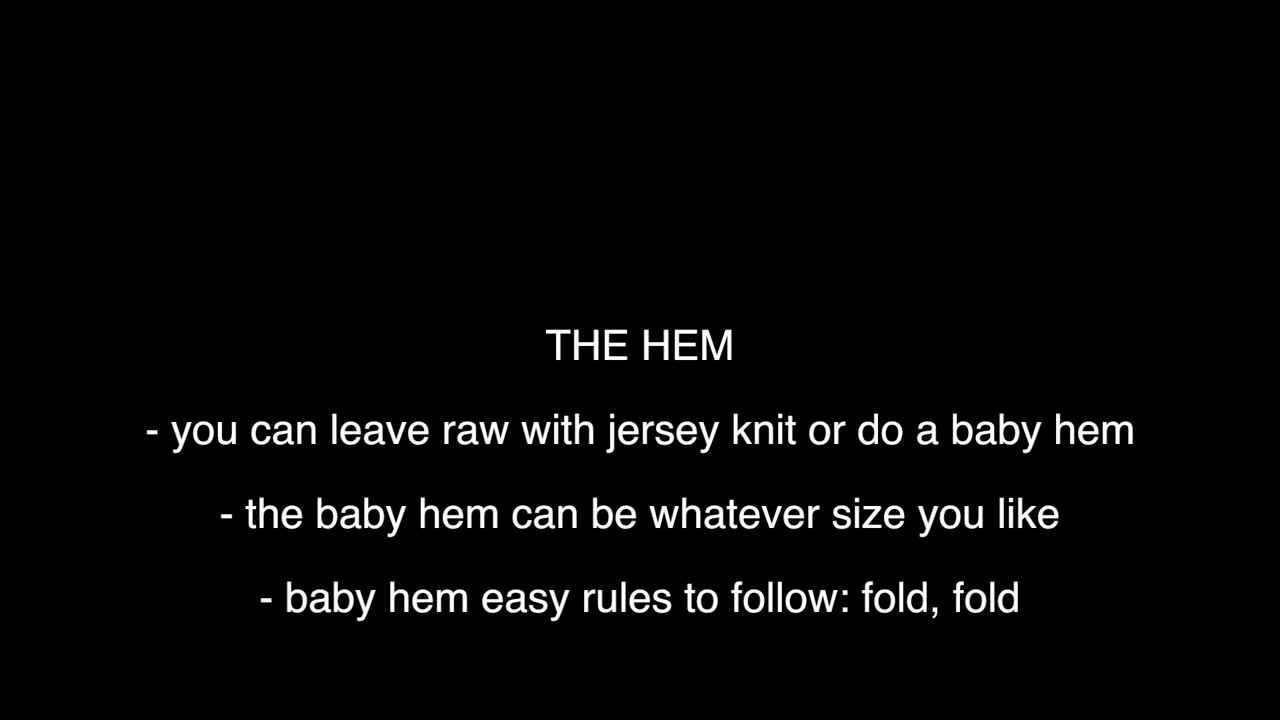 THE HEM
- you can leave raw with jersey knit or do a baby hem
- the baby hem can be whatever size you like
- baby hem easy rules to follow: fold, fold